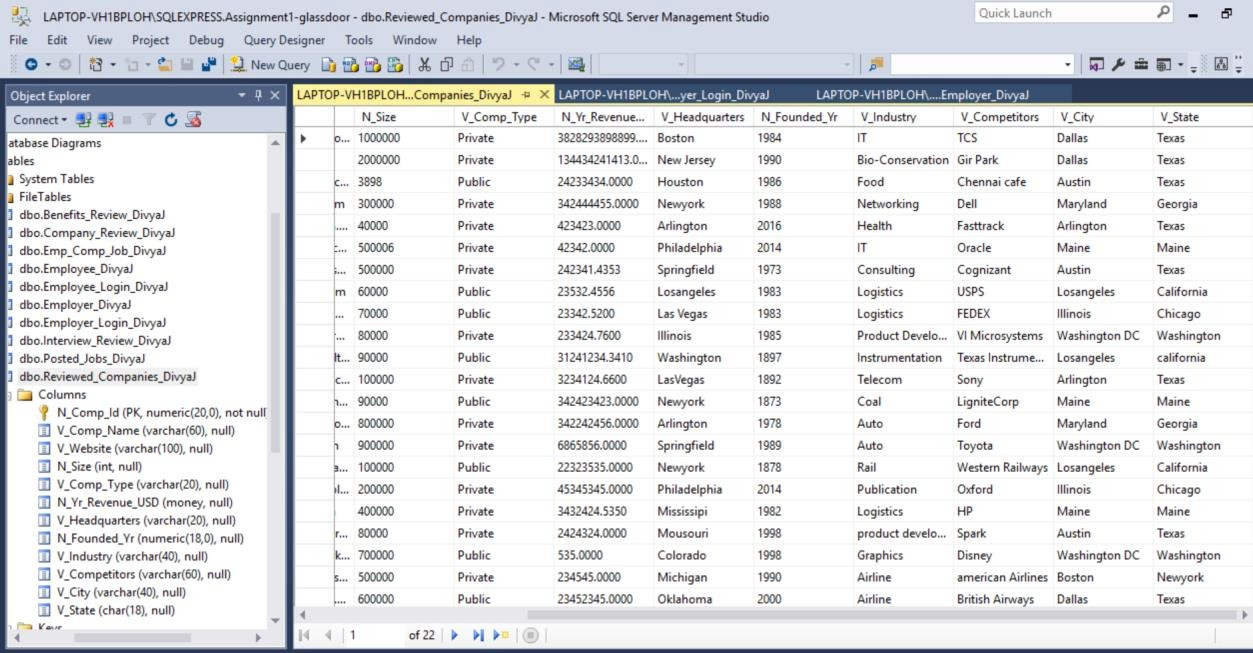 LAPTOP-VH1BPLOH\SQLEXPRESS.Assignment1-glassdoor - dbo.Reviewed_Companies_DivyaJ - Microsoft SQL Server Management Studio
Quick Launch
File Edit View Project Debug Query Designer Tools Window Help
New Query
Object Explorer
LAPTOP-VH1BPLOH...Companies_DivyaJ LAPTOP-VH1BPLOH\...yer_Login_DivyaJ LAPTOP-VH1BPLOH\....Employer_DivyaJ
Connect
atabase Diagrams
ables
System Tables
FileTables
dbo.Benefits_Review_DivyaJ
dbo.Company_Review_DivyaJ
dbo.Emp_Comp_Job_DivyaJ
dbo.Employee_DivyaJ
dbo.Employee_Login_DivyaJ
dbo.Employer_DivyaJ
dbo.Employer_Login_DivyaJ
dbo.Interview_Review_DivyaJ
dbo.Posted_Jobs_DivyaJ
dbo.Reviewed_Companies_DivyaJ
Columns
N_Comp_Id (PK, numeric(20,0), not null
V_Comp_Name (varchar(60), null)
V_Website (varchar(100), null)
N_Size (int, null)
V_Comp_Type (varchar(20), null)
N_Yr_Revenue_USD (money, null)
V_Headquarters (varchar(20), null)
N_Founded_Yr (numeric(18,0), null)
V_Industry (varchar(40), null)
V_Competitors (varchar(60), null)
V_City (varchar(40), null)
V_State (char(18), null)
Keys
N_Size V_Comp_Type N_Yr_Revenue... V_Headquarters N_Founded_Yr V_Industry V_Competitors V_City V_State
o... 1000000 Private 3828293898899.... Boston 1984 IT TCS Dallas Texas
2000000 Private 134434241413.0... New Jersey 1990 Bio-Conservation Gir Park Dallas Texas
c... 3898 Public 24233434.0000 Houston 1986 Food Chennai cafe Austin Texas
m 300000 Private 342444455.0000 Newyork 1988 Networking Dell Maryland Georgia
.... 40000 Private 423423.0000 Arlington 2016 Health Fasttrack Arlington Texas
500006 Private 42342.0000 Philadelphia 2014 IT Oracle Maine Maine
s... 500000 Private 242341.4353 Springfield 1973 Consulting Cognizant Austin Texas
m 60000 Public 23532.4556 Losangeles 1983 Logistics USPS Losangeles California
... 70000 Public 23342.5200 Las Vegas 1983 Logistics FEDEX Illinois Chicago
r... 80000 Private 233424.7600 Illinois 1985 Product Develo... VI Microsystems Washington DC Washington
lt... 90000 Public 31241234.3410 Washington 1897 Instrumentation Texas Instrume... Losangeles california
c... 100000 Private 3234124.6600 LasVegas 1892 Telecom Sony Arlington Texas
90000 Public 342423423.0000 Newyork 1873 Coal LigniteCorp Maine Maine
o... 800000 Private 342242456.0000 Arlington 1978 Auto Ford Maryland Georgia
900000 Private 6865856.0000 Springfield 1989 Auto Toyota Washington DC Washington
a... 100000 Public 22323535.0000 Newyork 1878 Rail Western Railways Losangeles California
200000 Private 45345345.0000 Philadelphia 2014 Publication Oxford Illinois Chicago
400000 Private 3432424.5350 Mississipi 1982 Logistics HP Maine Maine
r... 80000 Private 2424324.0000 Mousouri 1998 product develo... Spark Austin Texas
k... 700000 Public 535.0000 Colorado 1998 Graphics Disney Washington DC Washington
s... 500000 Private 234545.0000 Michigan 1990 Airline american Airlines Boston Newyork
.... 600000 Public 23452345.0000 Oklahoma 2000 Airline British Airways Dallas Texas
1 of 22